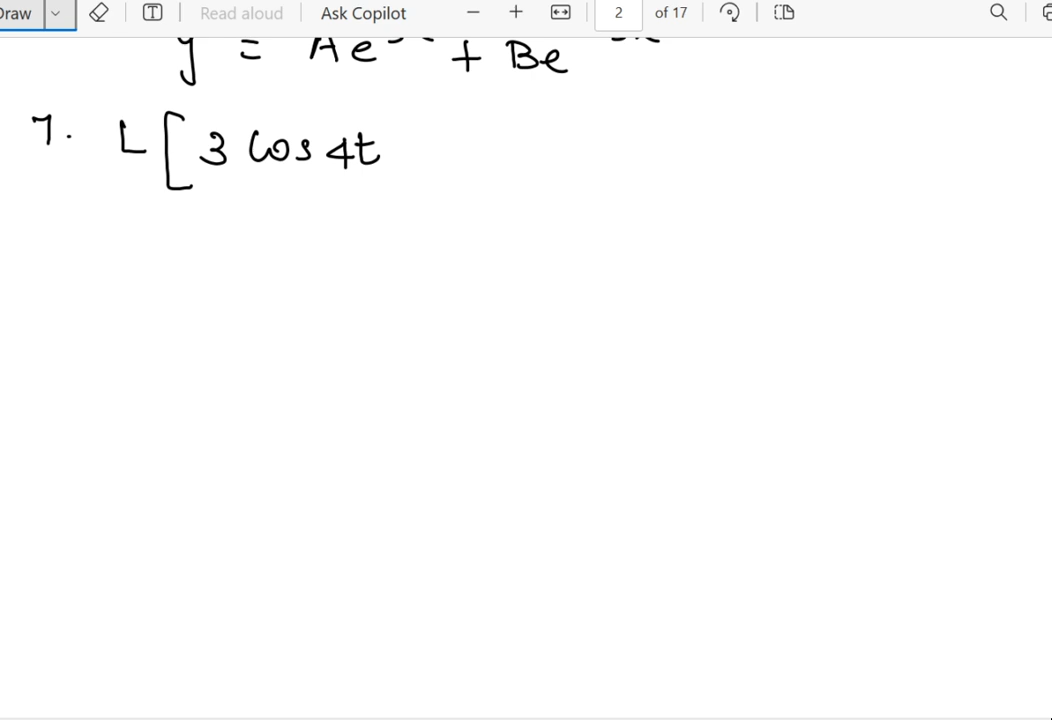 Draw Read aloud Ask Copilot 2 of 17
y = Ae + Be
7. L[3 cos 4t